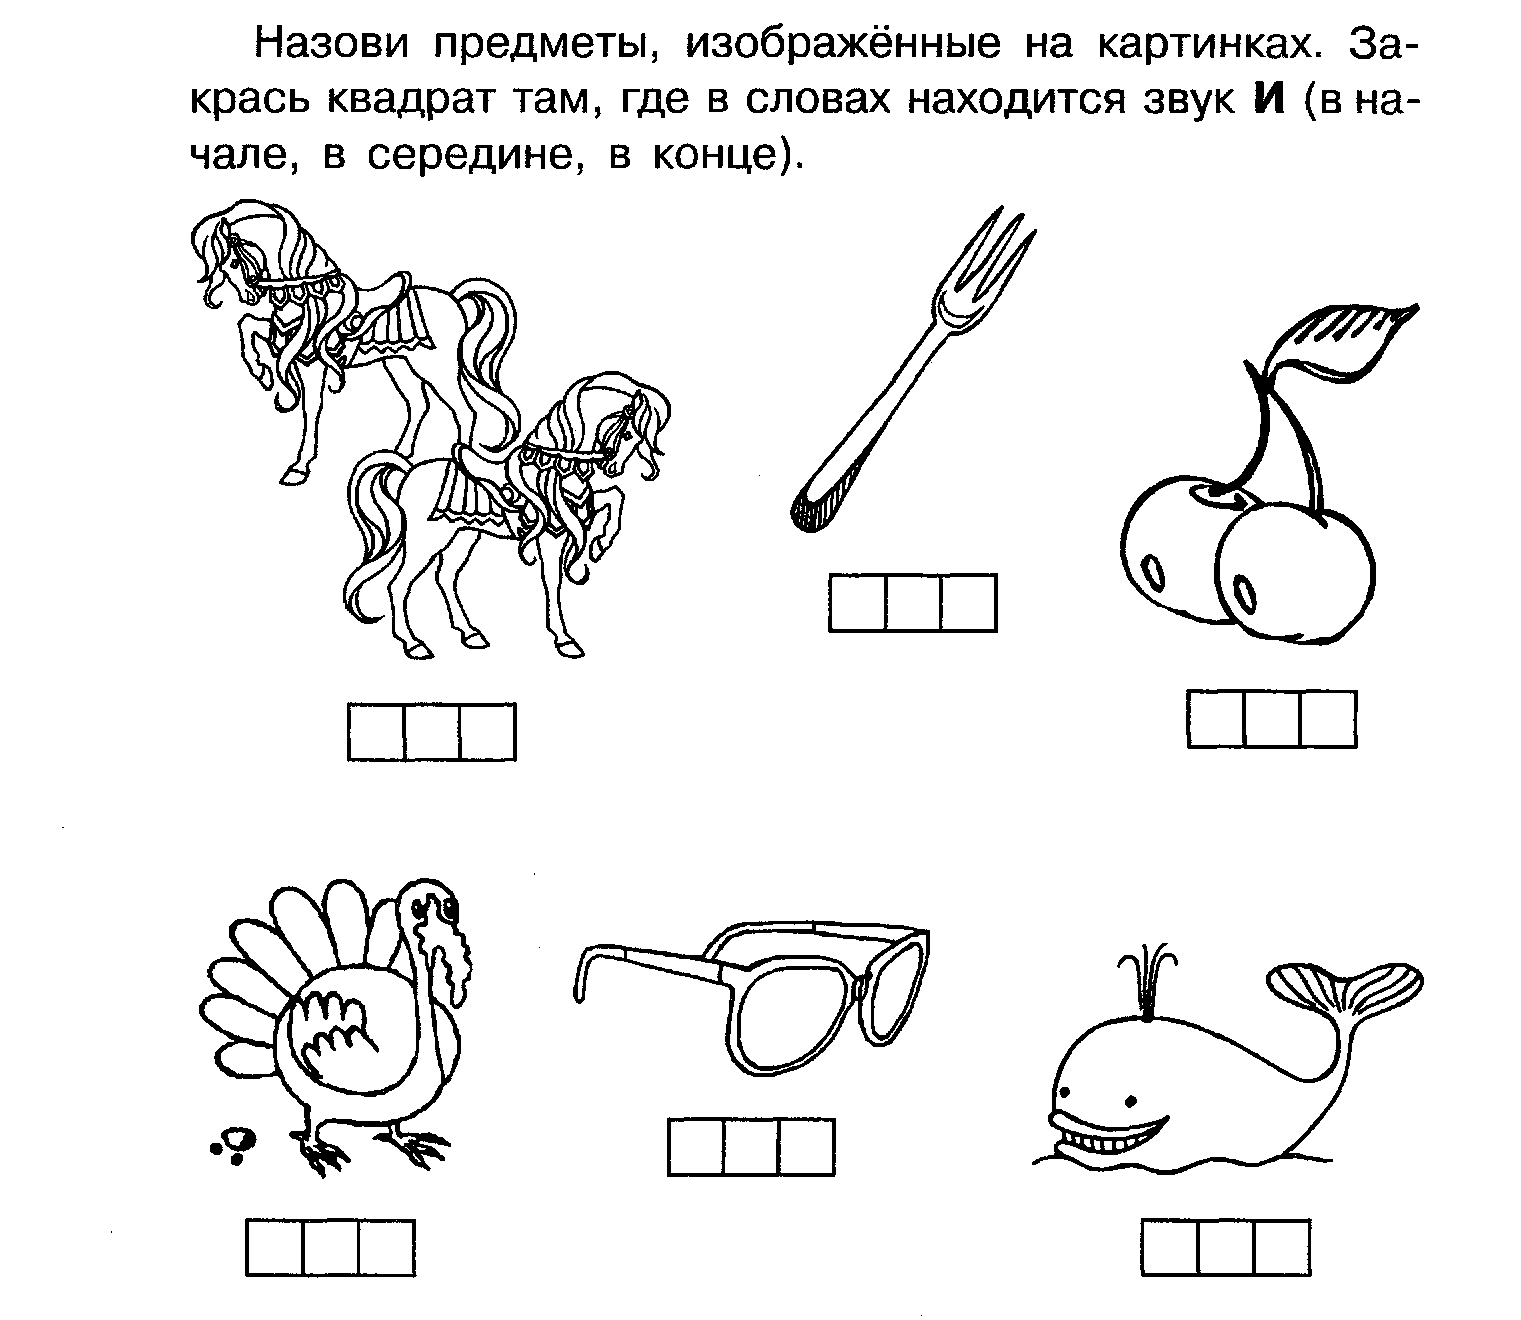 Назови предметы, изображённые на картинках. За-
крась квадрат там, где в словах находится звук И (в на-
чале, в середине, в конце).